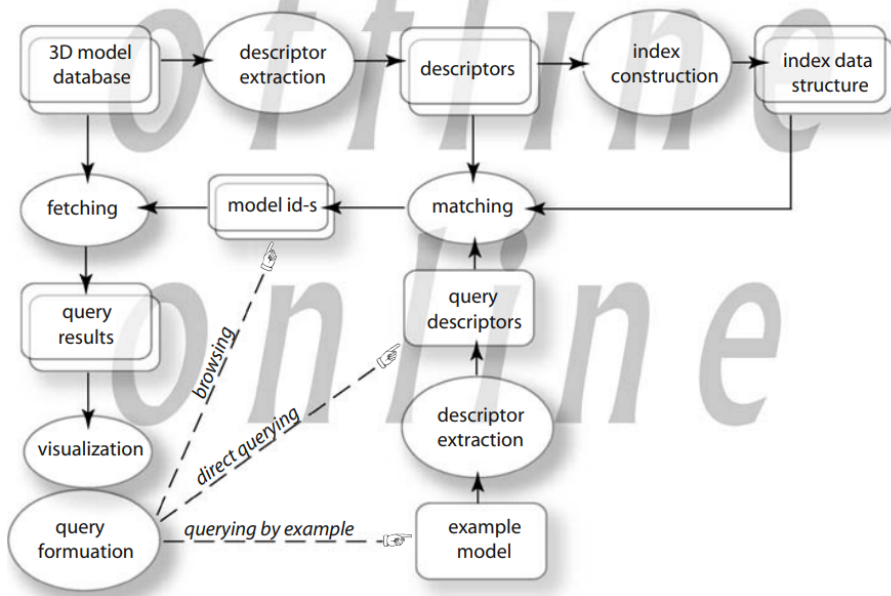 3D model
database
descriptor
extraction
descriptors
index
construction
index data
structure
offline
fetching
model id-s
matching
online
query
results
query
descriptors
browsing
direct querying
descriptor
extraction
visualization
query
formuation
querying by example
example
model